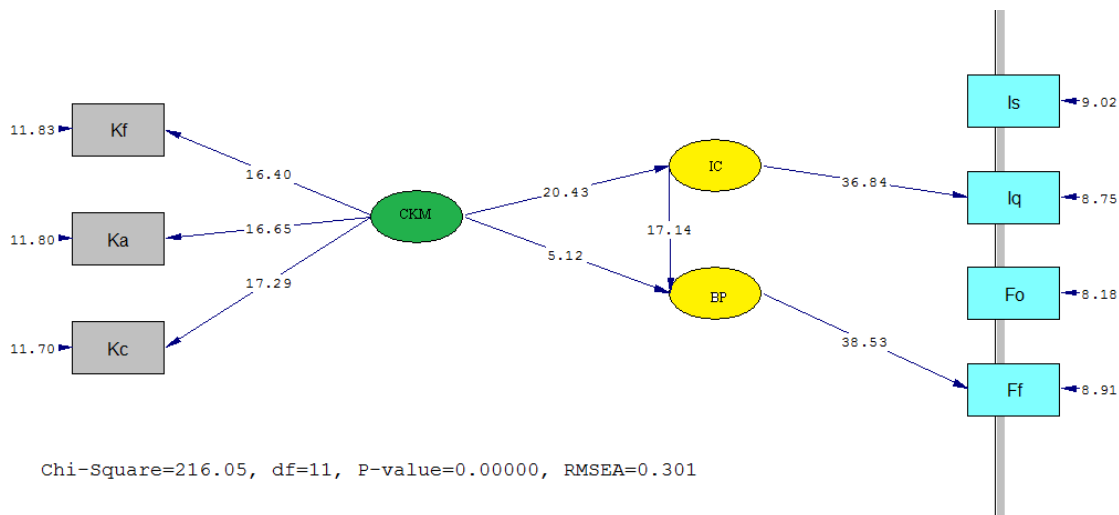 Is
9.02
11.83
Kf
16.40
IC
20.43
36.84
Iq
8.75
CKM
11.80
Ka
16.65
17.14
5.12
17.29
BP
Fo
8.18
11.70
Kc
38.53
Ff
8.91
Chi-Square=216.05, df=11, P-value=0.00000, RMSEA=0.301